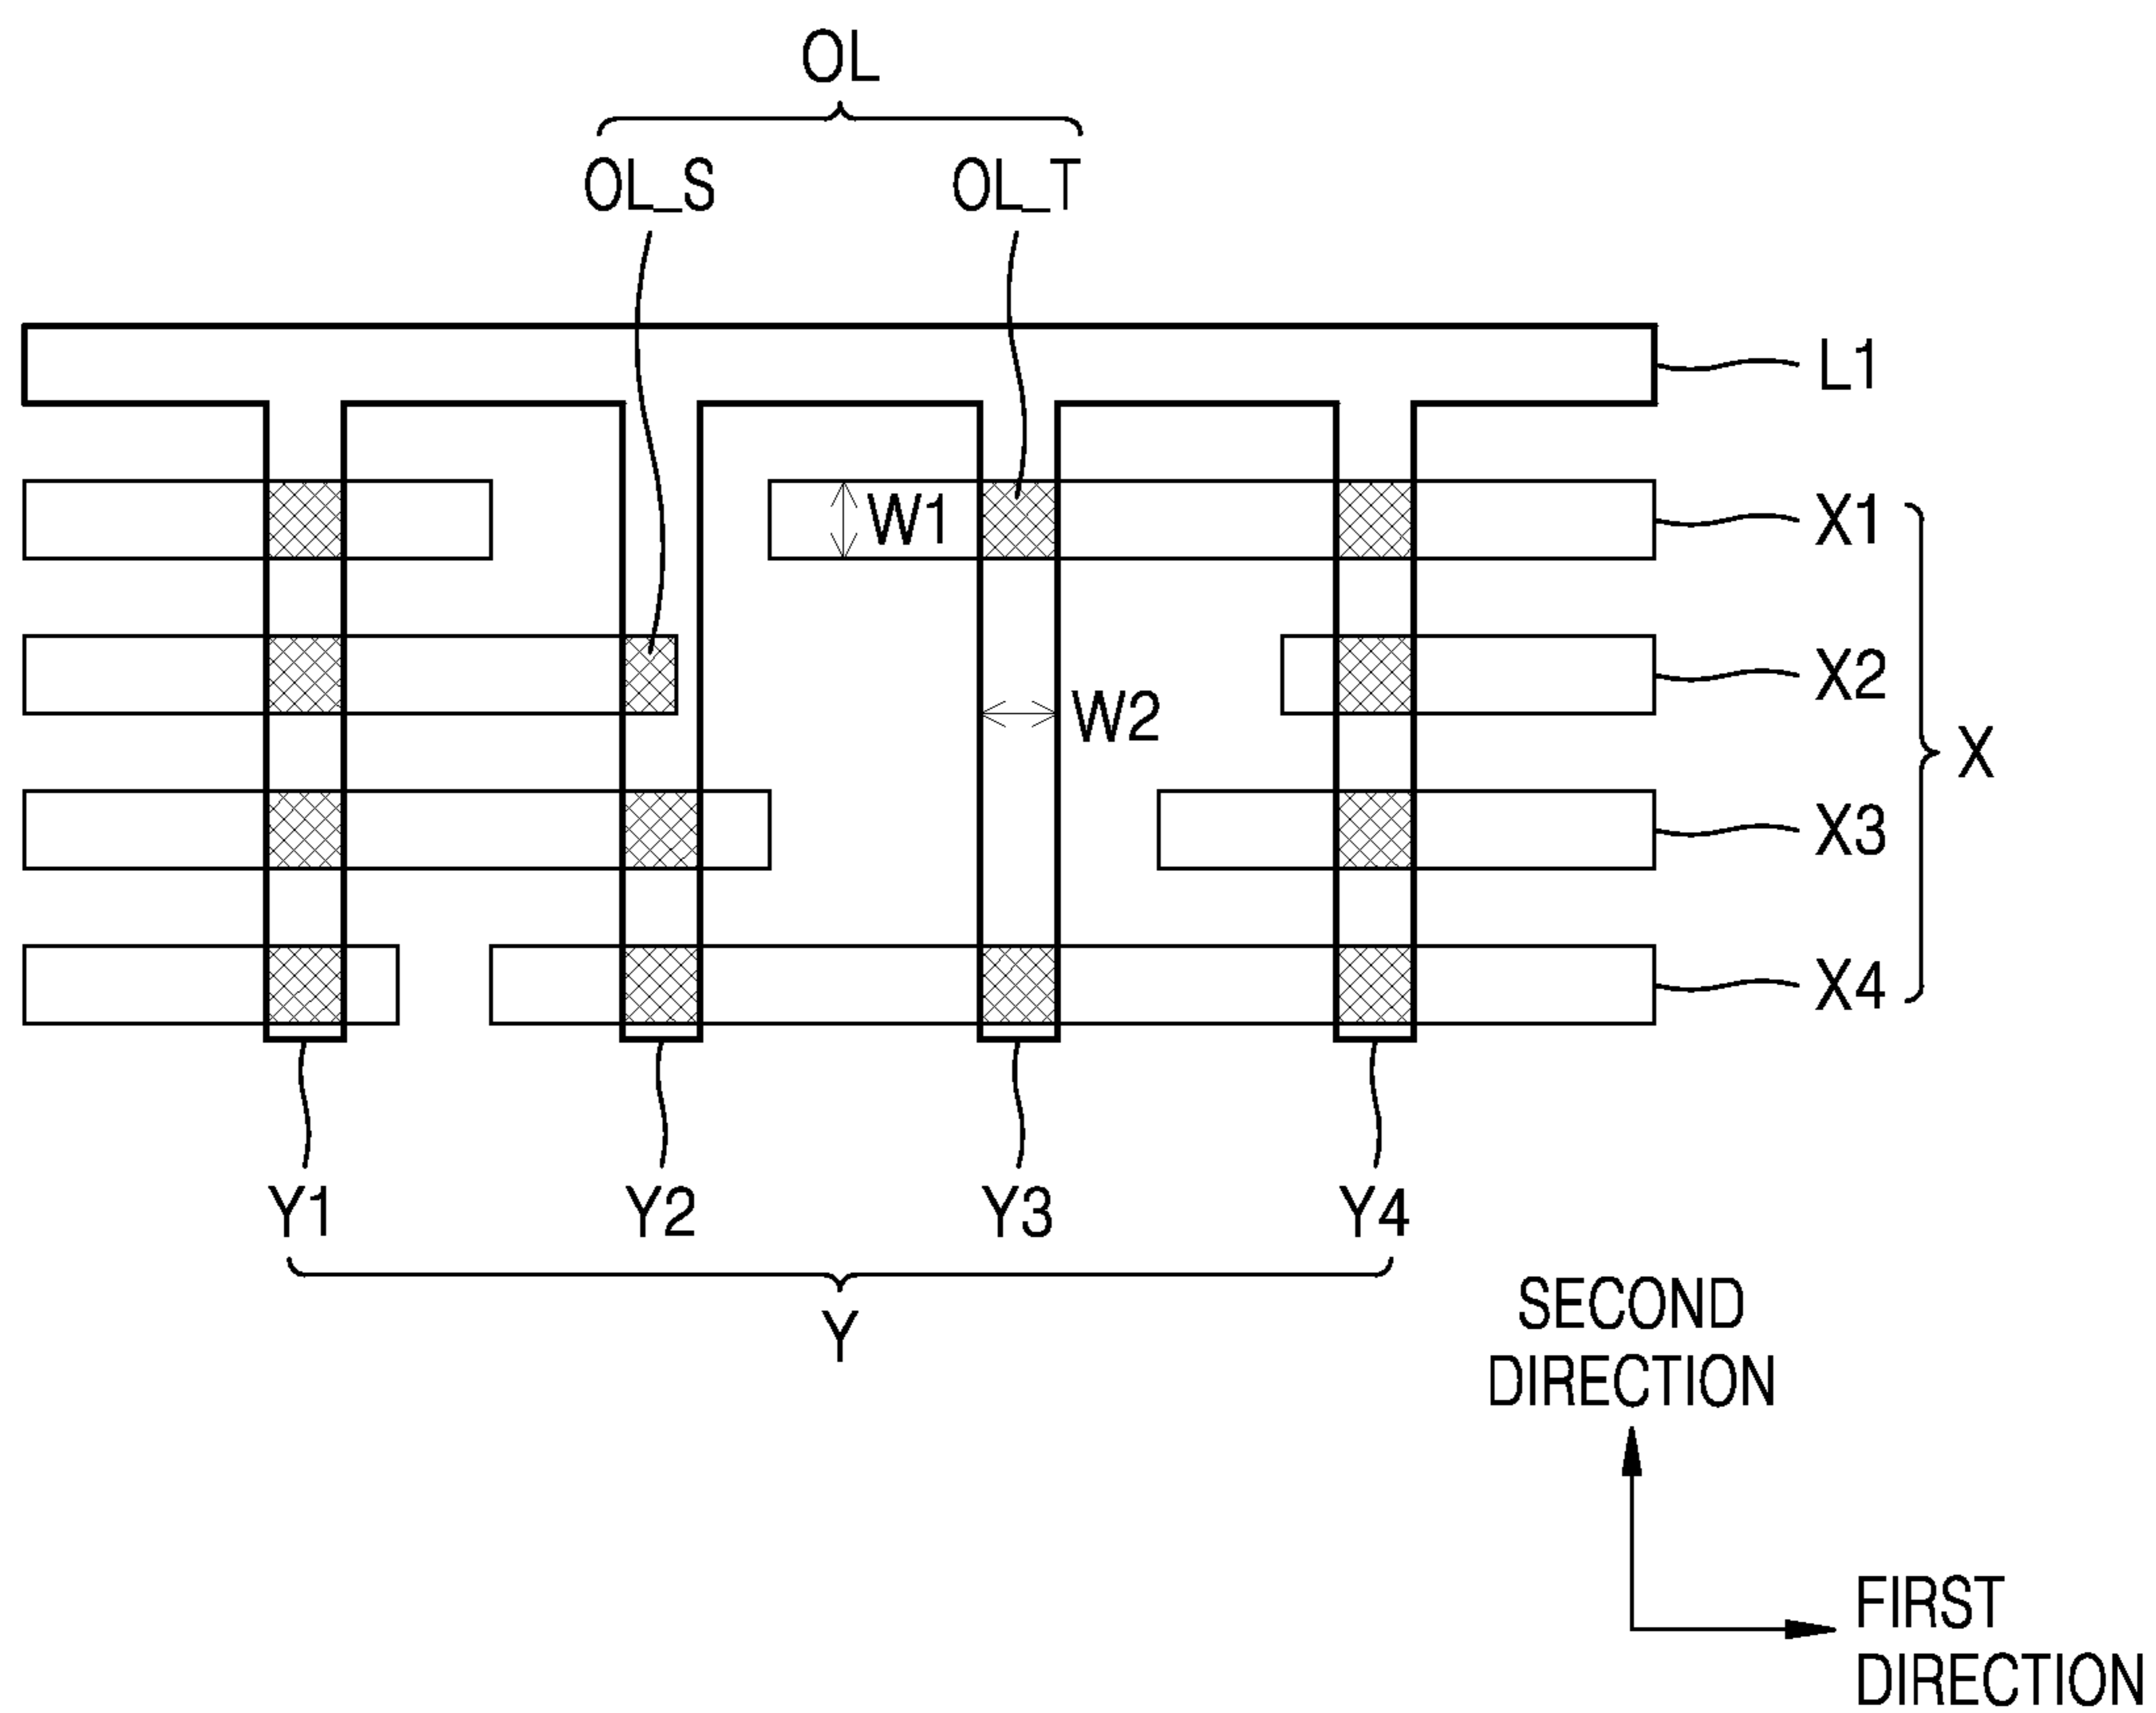 OL
OL_S
OL_T
L1
W1
X1
X2
W2
X
X3
X4
Y1
Y2
Y3
Y4
Y
SECOND
DIRECTION
FIRST
DIRECTION